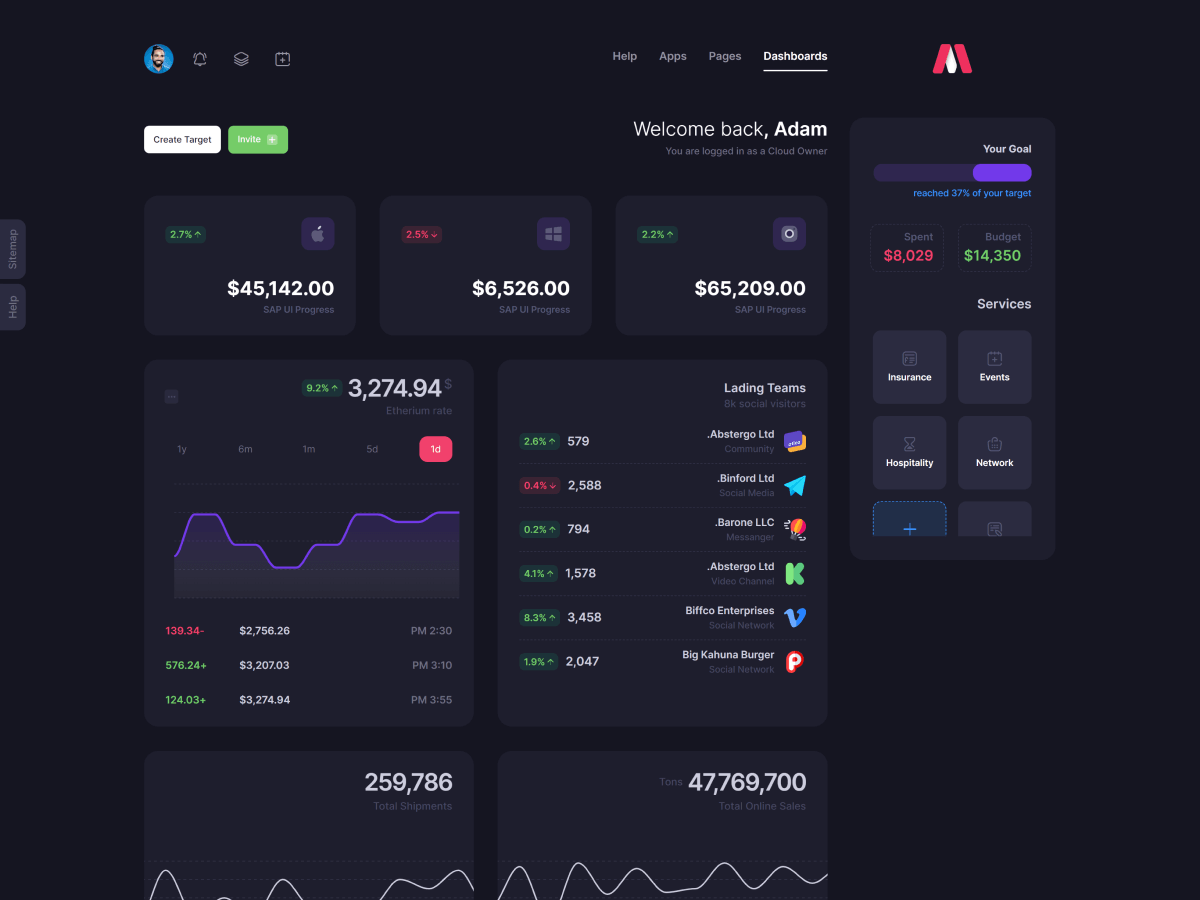 Help Apps Pages Dashboards
Create Target
Invite
Welcome back, Adam
You are logged in as a Cloud Owner
Sitemap
Help
2.7%
$45,142.00
SAP UI Progress
2.5%
$6,526.00
SAP UI Progress
2.2%
$65,209.00
SAP UI Progress
Your Goal
reached 37% of your target
Spent
$8,029
Budget
$14,350
Services
Insurance
Events
Hospitality
Network
9.2% 3,274.94 $
Etherium rate
1y 6m 1m 5d 1d
139.34- $2,756.26 PM 2:30
576.24+ $3,207.03 PM 3:10
124.03+ $3,274.94 PM 3:55
Lading Teams
8k social visitors
2.6% 579 .Abstergo Ltd
Community
0.4% 2,588 .Binford Ltd
Social Media
0.2% 794 .Barone LLC
Messanger
4.1% 1,578 .Abstergo Ltd
Video Channel
8.3% 3,458 Biffco Enterprises
Social Network
1.9% 2,047 Big Kahuna Burger
Social Network
259,786
Total Shipments
Tons 47,769,700
Total Online Sales